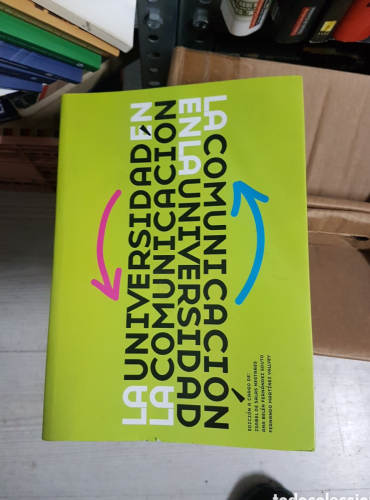 LA UNIVERSIDAD EN
LA COMUNICACIÓN
LA COMUNICACIÓN
EN LA UNIVERSIDAD
EDICIÓN A CARGO DE:
ISABEL DE SALAS NESTARES
ANA BELÉN FERNÁNDEZ SOUTO
FERNANDO MARTÍNEZ VALLVEY